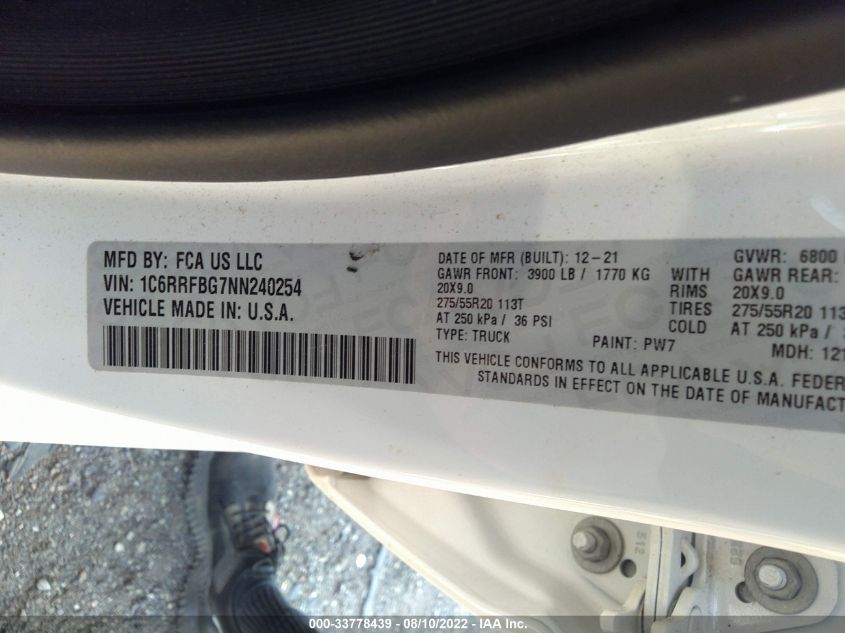 MFD BY: FCA US LLC
VIN: 1C6RRFBG7NN240254
VEHICLE MADE IN: U.S.A.
DATE OF MFR (BUILT): 12-21 GVWR: 6800
GAWR FRONT: 3900 LB / 1770 KG WITH GAWR REAR:
20X9.0 RIMS 20X9.0
275/55R20 113T TIRES 275/55R20 113
AT 250 kPa / 36 PSI COLD AT 250 kPa /
TYPE: TRUCK PAINT: PW7 MDH: 121
THIS VEHICLE CONFORMS TO ALL APPLICABLE U.S.A. FEDER
STANDARDS IN EFFECT ON THE DATE OF MANUFACT
512
000-33778439 - 08/10/2022 - IAA Inc.